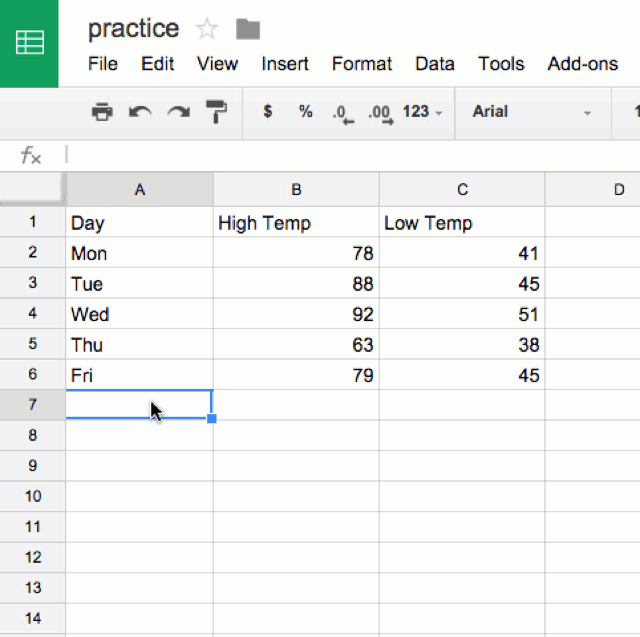 practice
File Edit View Insert Format Data Tools Add-ons
$ % .0 .00 123 Arial 1
fx
A B C D
1 Day High Temp Low Temp
2 Mon 78 41
3 Tue 88 45
4 Wed 92 51
5 Thu 63 38
6 Fri 79 45
7
8
9
10
11
12
13
14